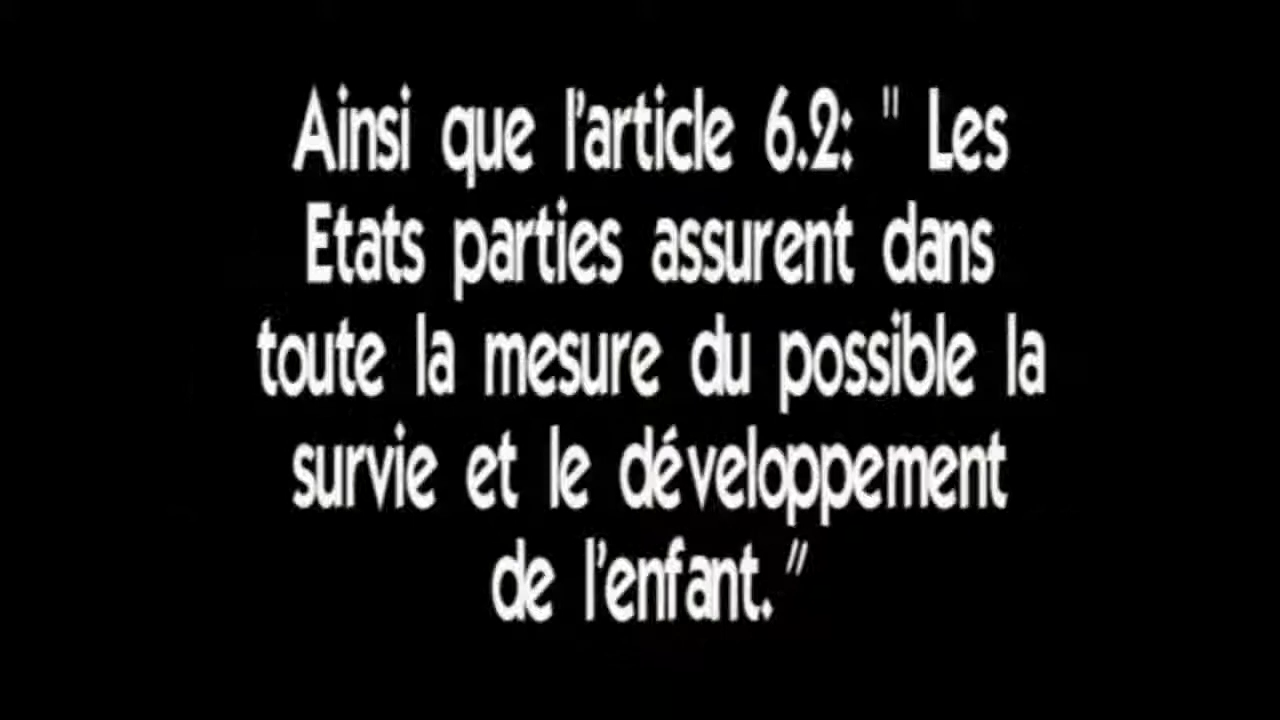 Ainsi que l'article 6.2: " Les
Etats parties assurent dans
toute la mesure du possible la
survie et le développement
de l'enfant."